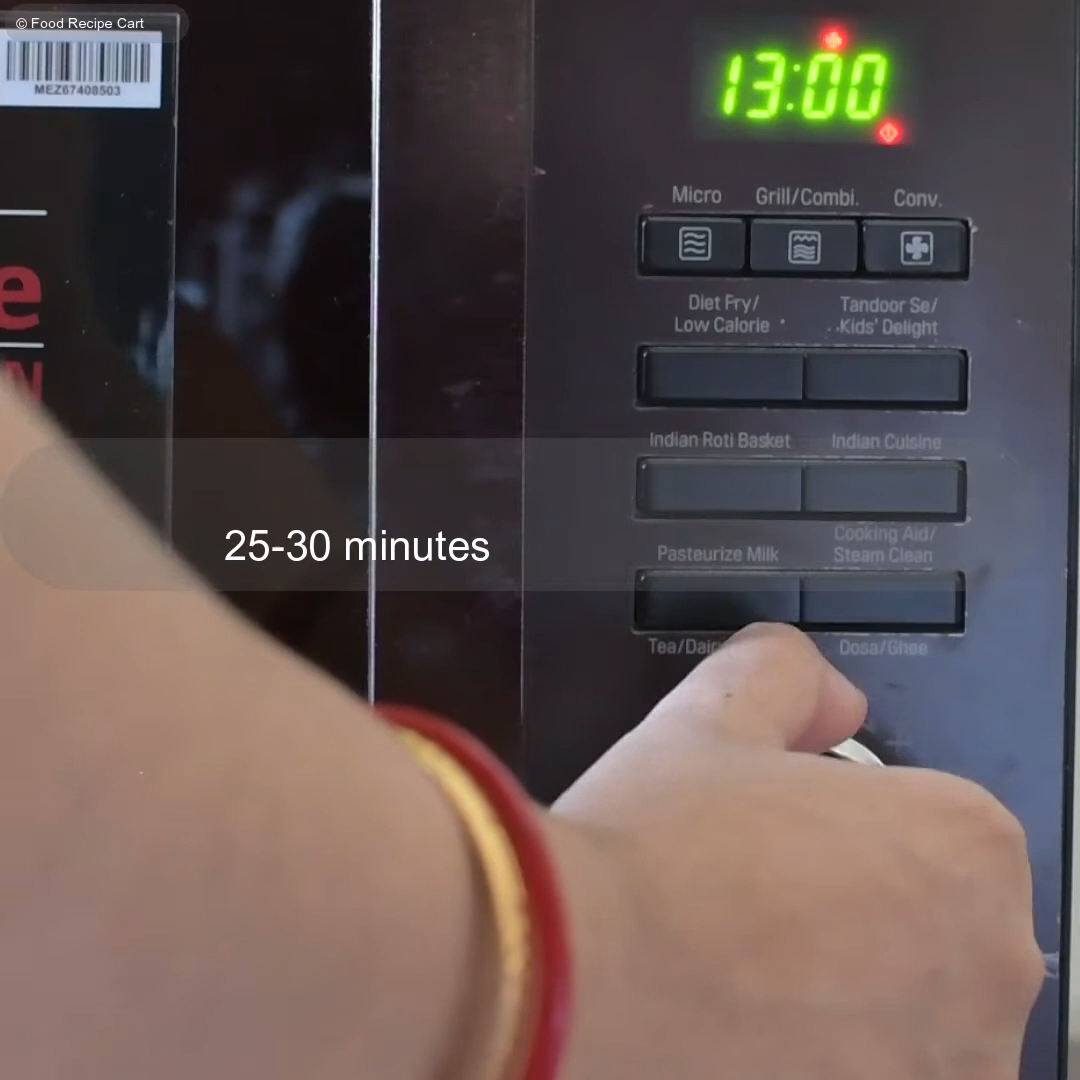 © Food Recipe Cart
MEZ67408503
13:00
Micro Grill/Combi. Conv.
Diet Fry/
Low Calorie
Tandoor Se/
Kids' Delight
Indian Roti Basket
Indian Cuisine
25-30 minutes
Pasteurize Milk
Cooking Aid/
Steam Clean
Dosa/Ghee
e
N